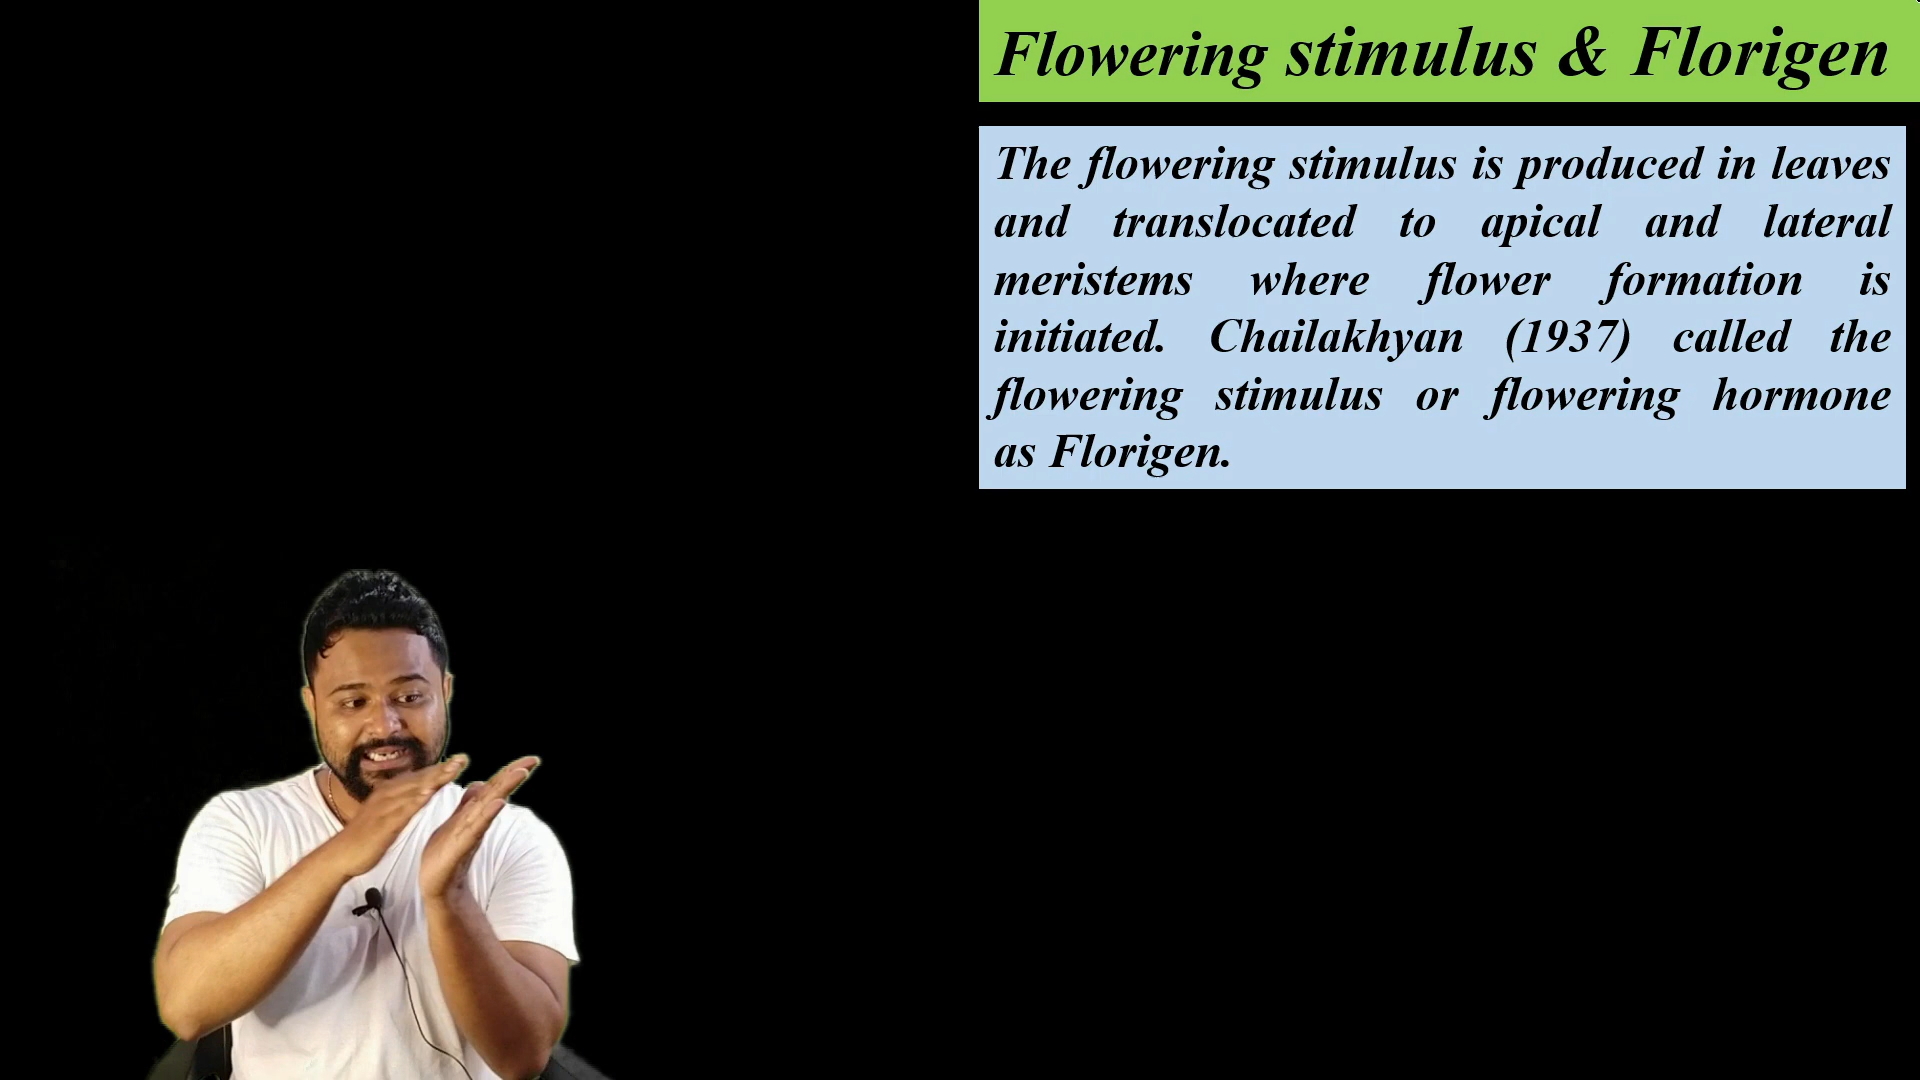 Flowering stimulus & Florigen
The flowering stimulus is produced in leaves
and translocated to apical and lateral
meristems where flower formation is
initiated. Chailakhyan (1937) called the
flowering stimulus or flowering hormone
as Florigen.